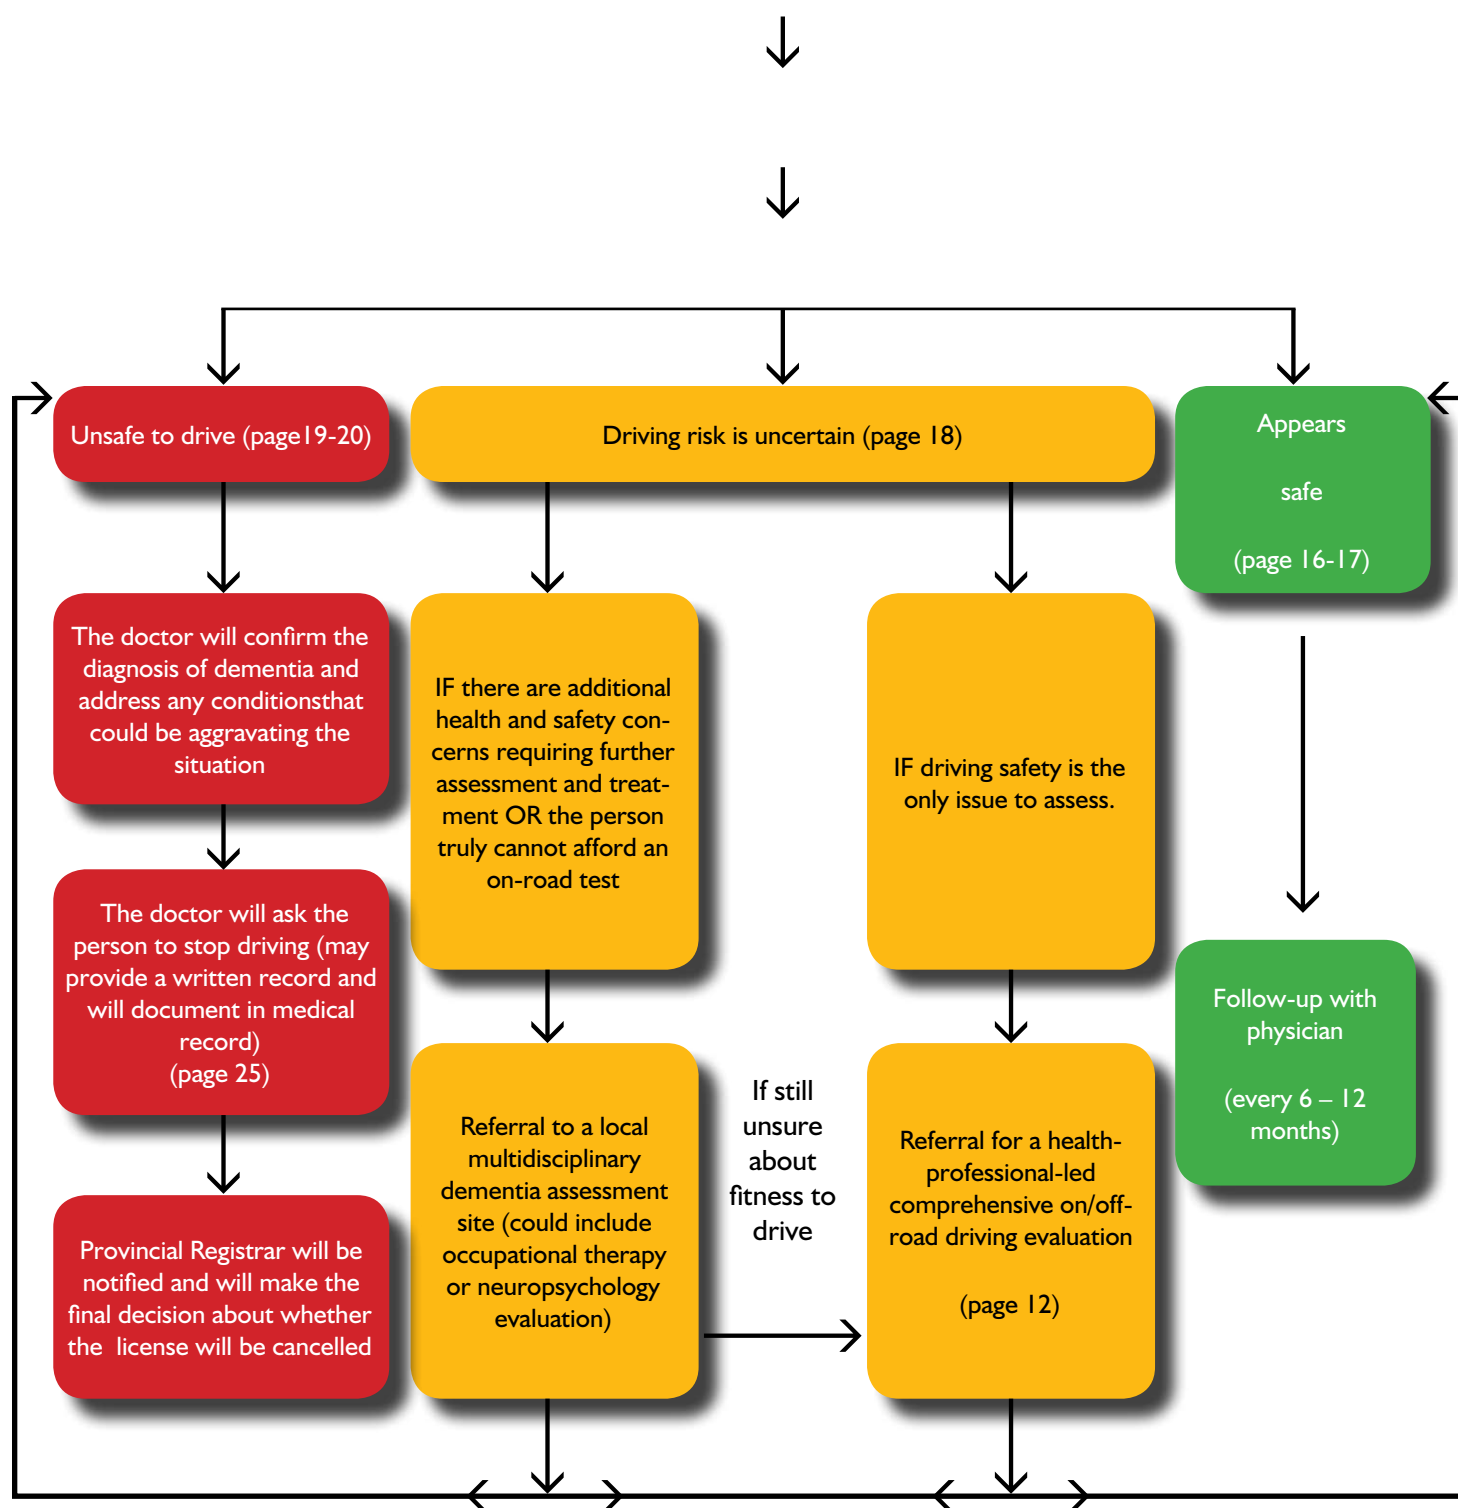 Unsafe to drive (page19-20)
Driving risk is uncertain (page 18)
Appears
safe
(page 16-17)
The doctor will confirm the
diagnosis of dementia and
address any conditionsthat
could be aggravating the
situation
IF there are additional
health and safety con-
cerns requiring further
assessment and treat-
ment OR the person
truly cannot afford an
on-road test
IF driving safety is the
only issue to assess.
The doctor will ask the
person to stop driving (may
provide a written record and
will document in medical
record)
(page 25)
Follow-up with
physician
(every 6 – 12
months)
Referral to a local
multidisciplinary
dementia assessment
site (could include
occupational therapy
or neuropsychology
evaluation)
If still
unsure
about
fitness to
drive
Referral for a health-
professional-led
comprehensive on/off-
road driving evaluation
(page 12)
Provincial Registrar will be
notified and will make the
final decision about whether
the  license will be cancelled